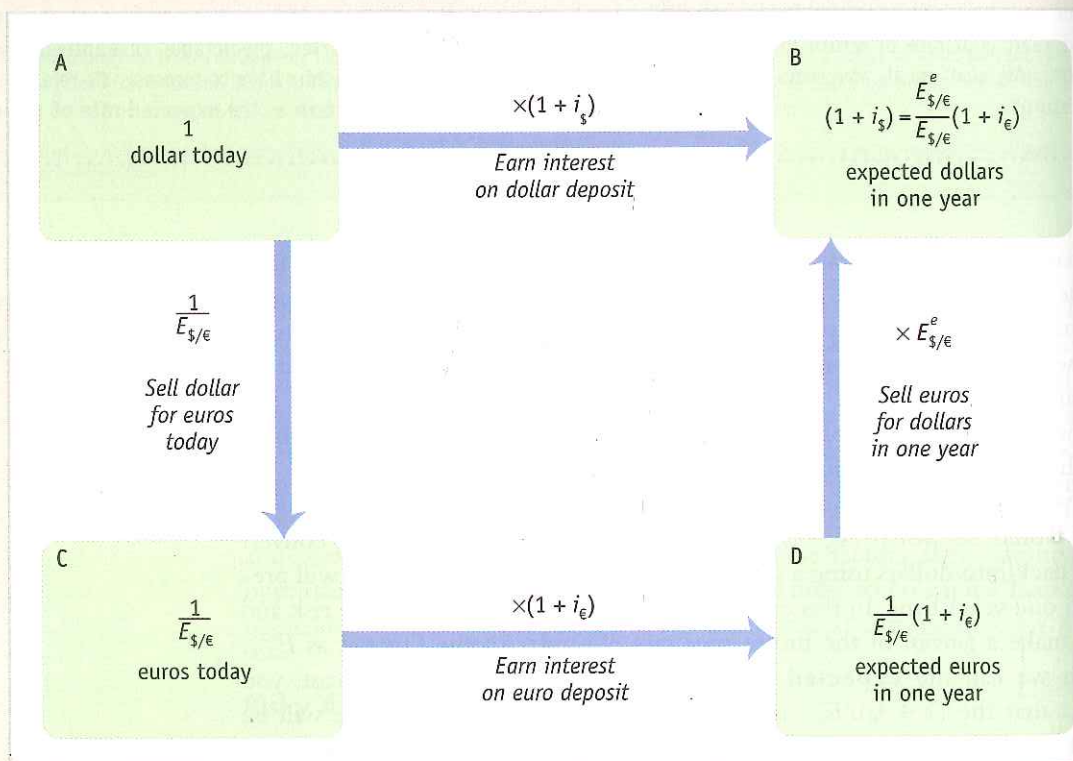 A
1
dollar today
×(1 + i$)
Earn interest
on dollar deposit
B
(1 + i$) = E^e$/€ / E$/€ (1 + i€)
expected dollars
in one year
1 / E$/€
Sell dollar
for euros
today
× E^e$/€
Sell euros
for dollars
in one year
C
1 / E$/€
euros today
×(1 + i€)
Earn interest
on euro deposit
D
1 / E$/€ (1 + i€)
expected euros
in one year